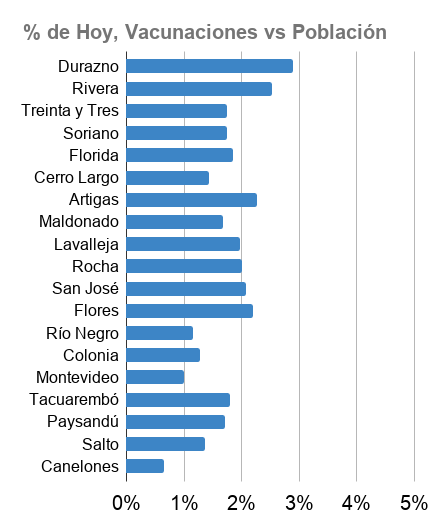 % de Hoy, Vacunaciones vs Población
Durazno
Rivera
Treinta y Tres
Soriano
Florida
Cerro Largo
Artigas
Maldonado
Lavalleja
Rocha
San José
Flores
Río Negro
Colonia
Montevideo
Tacuarembó
Paysandú
Salto
Canelones
0% 1% 2% 3% 4% 5%